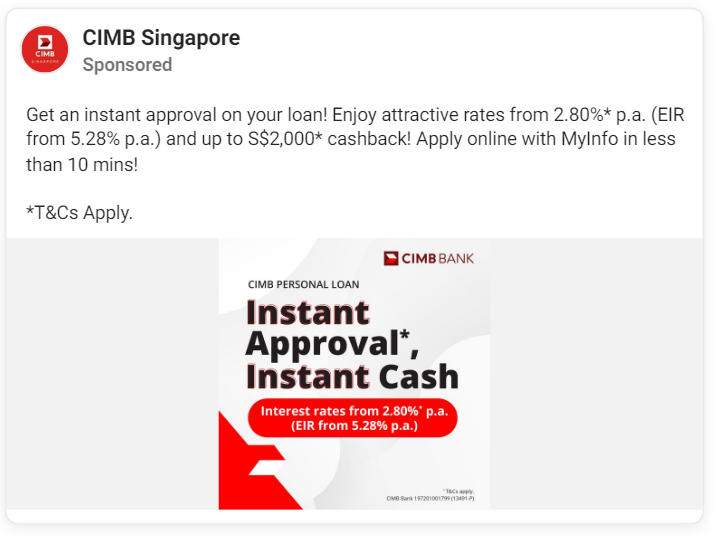 CIMB
SINGAPORE
CIMB Singapore
Sponsored
Get an instant approval on your loan! Enjoy attractive rates from 2.80%* p.a. (EIR
from 5.28% p.a.) and up to S$2,000* cashback! Apply online with MyInfo in less
than 10 mins!
*T&Cs Apply.
CIMB BANK
CIMB PERSONAL LOAN
Instant
Approval*,
Instant Cash
Interest rates from 2.80%* p.a.
(EIR from 5.28% p.a.)
*T&Cs apply.
CIMB Bank 197201001799 (13491-P)